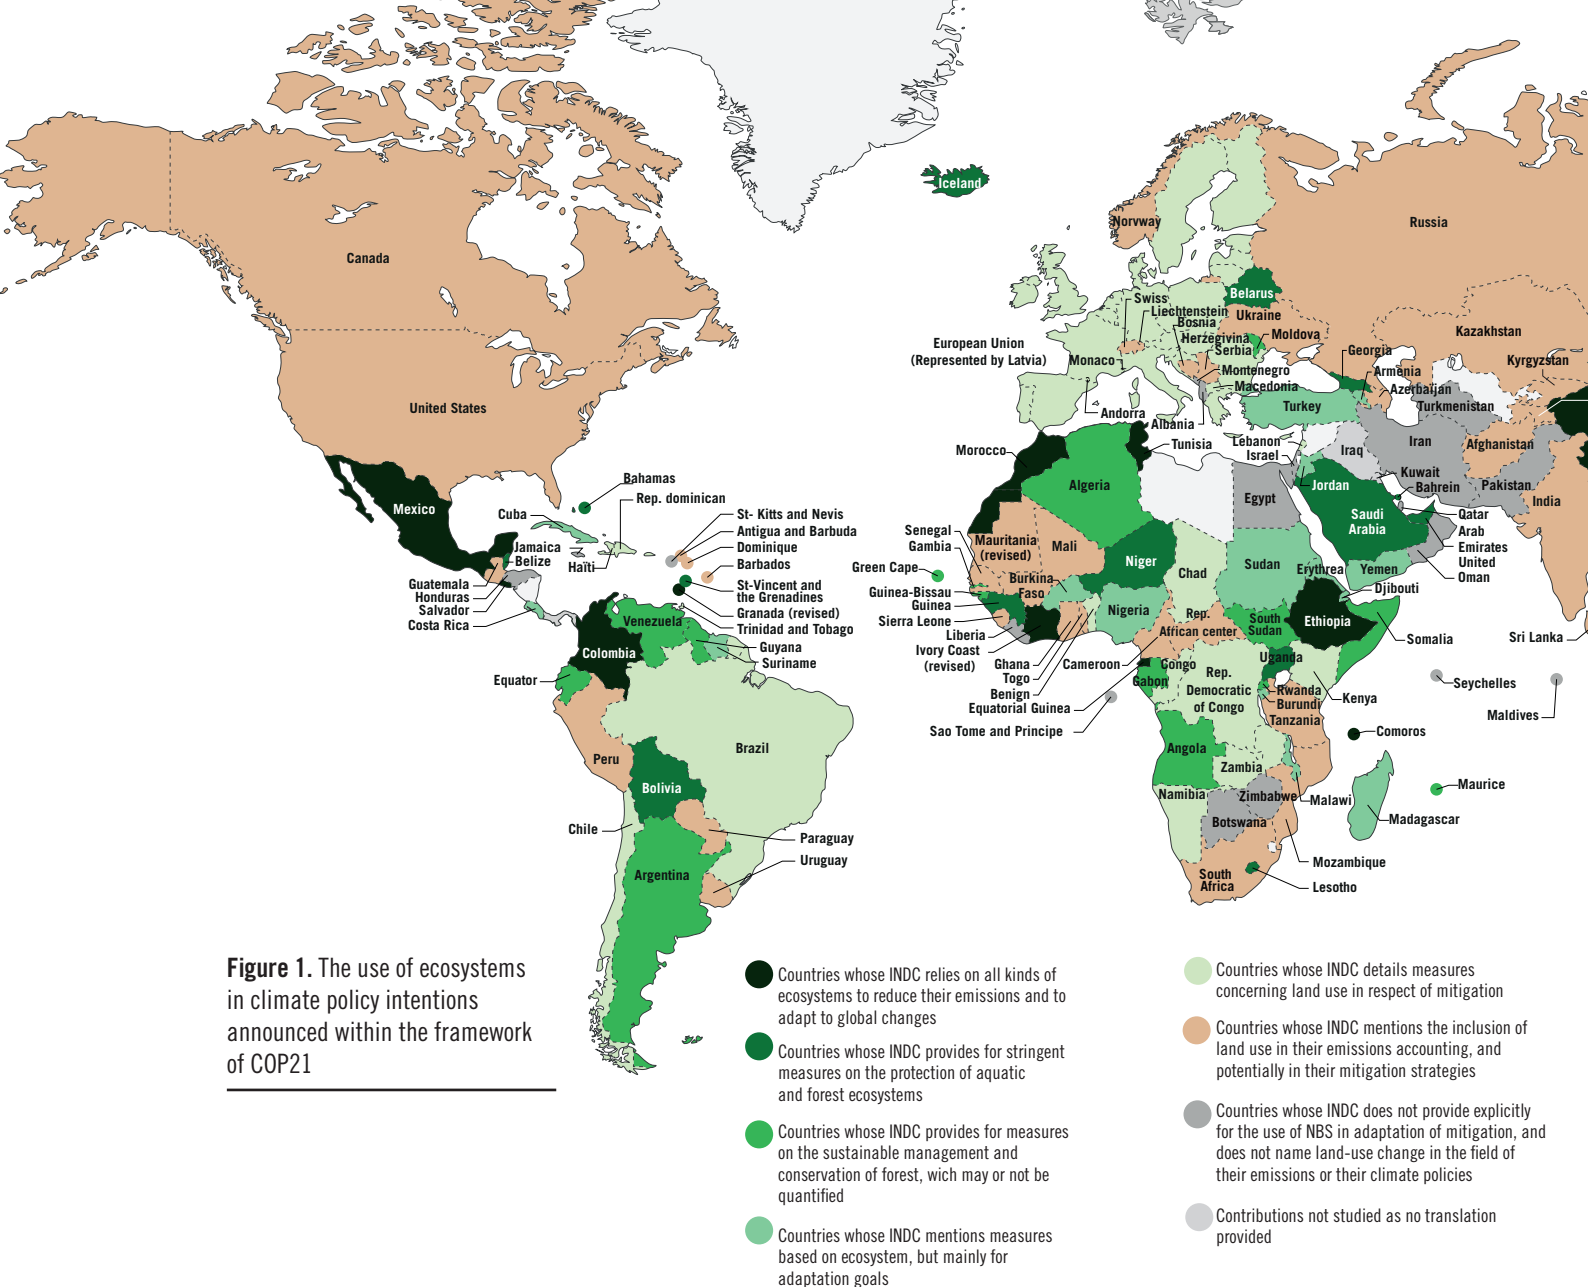 Iceland
Norvway
Russia
Canada
Belarus
Swiss
Liechtenstein
Bosnia
Herzegivina
Ukraine
Serbia
Moldova
Kazakhstan
European Union
(Represented by Latvia)
Monaco
Georgia
Kyrgyzstan
Montenegro
Armenia
Macedonia
Azerbaijan
United States
Andorra
Turkey
Turkmenistan
Albania
Morocco
Tunisia
Lebanon
Israel
Iraq
Iran
Afghanistan
Bahamas
Algeria
Jordan
Kuwait
Bahrein
Pakistan
India
Rep. dominican
Egypt
Mexico
Cuba
St- Kitts and Nevis
Antigua and Barbuda
Saudi
Arabia
Qatar
Arab
Emirates
United
Oman
Jamaica
Belize
Haïti
Dominique
Barbados
Senegal
Gambia
Mauritania
(revised)
Mali
Niger
Chad
Sudan
Erythrea
Yemen
Djibouti
Green Cape
Guatemala
Honduras
Salvador
Costa Rica
St-Vincent and
the Grenadines
Granada (revised)
Trinidad and Tobago
Burkina
Faso
Guinea-Bissau
Guinea
Sierra Leone
Liberia
Ivory Coast
(revised)
Nigeria
Rep.
African center
South
Sudan
Ethiopia
Somalia
Sri Lanka
Venezuela
Colombia
Guyana
Suriname
Equator
Ghana
Togo
Benign
Cameroon
Equatorial Guinea
Sao Tome and Principe
Congo
Gabon
Rep.
Democratic
of Congo
Uganda
Rwanda
Burundi
Tanzania
Kenya
Seychelles
Maldives
Comoros
Brazil
Peru
Bolivia
Angola
Zambia
Namibia
Zimbabwe
Malawi
Botswana
Maurice
Madagascar
Chile
Paraguay
Uruguay
Argentina
Mozambique
South
Africa
Lesotho
Figure 1. The use of ecosystems
in climate policy intentions
announced within the framework
of COP21
Countries whose INDC relies on all kinds of
ecosystems to reduce their emissions and to
adapt to global changes
Countries whose INDC provides for stringent
measures on the protection of aquatic
and forest ecosystems
Countries whose INDC provides for measures
on the sustainable management and
conservation of forest, wich may or not be
quantified
Countries whose INDC mentions measures
based on ecosystem, but mainly for
adaptation goals
Countries whose INDC details measures
concerning land use in respect of mitigation
Countries whose INDC mentions the inclusion of
land use in their emissions accounting, and
potentially in their mitigation strategies
Countries whose INDC does not provide explicitly
for the use of NBS in adaptation of mitigation, and
does not name land-use change in the field of
their emissions or their climate policies
Contributions not studied as no translation
provided